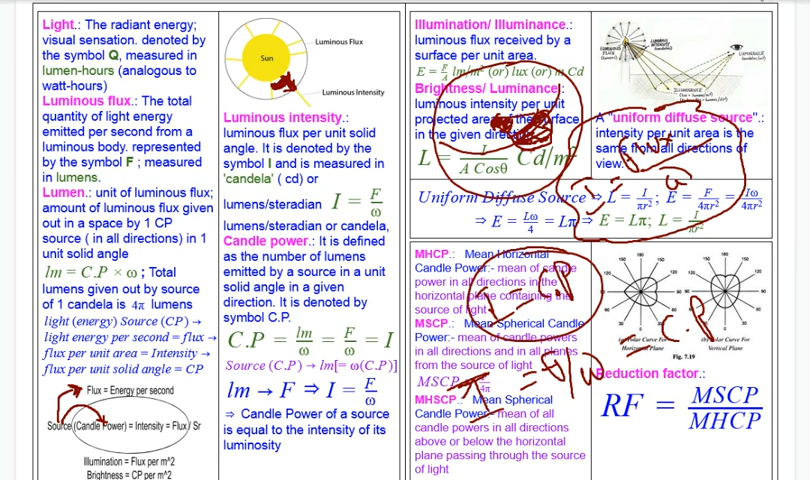 Light.: The radiant energy;
visual sensation. denoted by
the symbol Q, measured in
lumen-hours (analogous to
watt-hours)
Luminous flux.: The total
quantity of light energy
emitted per second from a
luminous body. represented
by the symbol F ; measured
in lumens.
Lumen.: unit of luminous flux;
amount of luminous flux given
out in a space by 1 CP
source ( in all directions) in 1
unit solid angle
lm = C.P × ω ; Total
lumens given out by source
of 1 candela is 4π lumens
light (energy) Source (CP) →
light energy per second = flux →
flux per unit area = Intensity →
flux per unit solid angle = CP
Flux = Energy per second
Source (Candle Power) = Intensity = Flux / Sr
Illumination = Flux per m^2
Brightness = CP per m^2
Luminous Flux
Sun
Luminous Intensity
Luminous intensity.:
luminous flux per unit solid
angle. It is denoted by the
symbol I and is measured in
'candela' ( cd) or
lumens/steradian I = F/ω
lumens/steradian or candela,
Candle power.: It is defined
as the number of lumens
emitted by a source in a unit
solid angle in a given
direction. It is denoted by
symbol C.P.
C.P = lm/ω = F/ω = I
Source (C.P) → lm[= ω(C.P)]
lm → F ⇒ I = F/ω
⇒ Candle Power of a source
is equal to the intensity of its
luminosity
Illumination/ Illuminance.:
luminous flux received by a
surface per unit area.
E = F/A lm/m² (or) lux (or) m Cd
Brightness/ Luminance:
luminous intensity per unit
projected area of the surface
in the given direction
L = I/A Cosθ Cd/m²
A "uniform diffuse source".:
intensity per unit area is the
same from all directions of
view.
Uniform Diffuse Source ⇒ L = I/πr² ; E = F/4πr² = Iω/4πr²
⇒ E = Lω/4 = Lπ ⇒ E = Lπ; L = I/πr²
MHCP.: Mean Horizontal
Candle Power:- mean of candle
power in all directions in the
horizontal plane containing the
source of light
MSCP.: Mean Spherical Candle
Power:- mean of candle powers
in all directions and in all planes
from the source of light
MSCP
MHSCP.: Mean Spherical
Candle Power:- mean of all
candle powers in all directions
above or below the horizontal
plane passing through the source
of light
I = CP
I = F/ω = C.P
Fig. 7.19
Reduction factor.:
RF = MSCP/MHCP